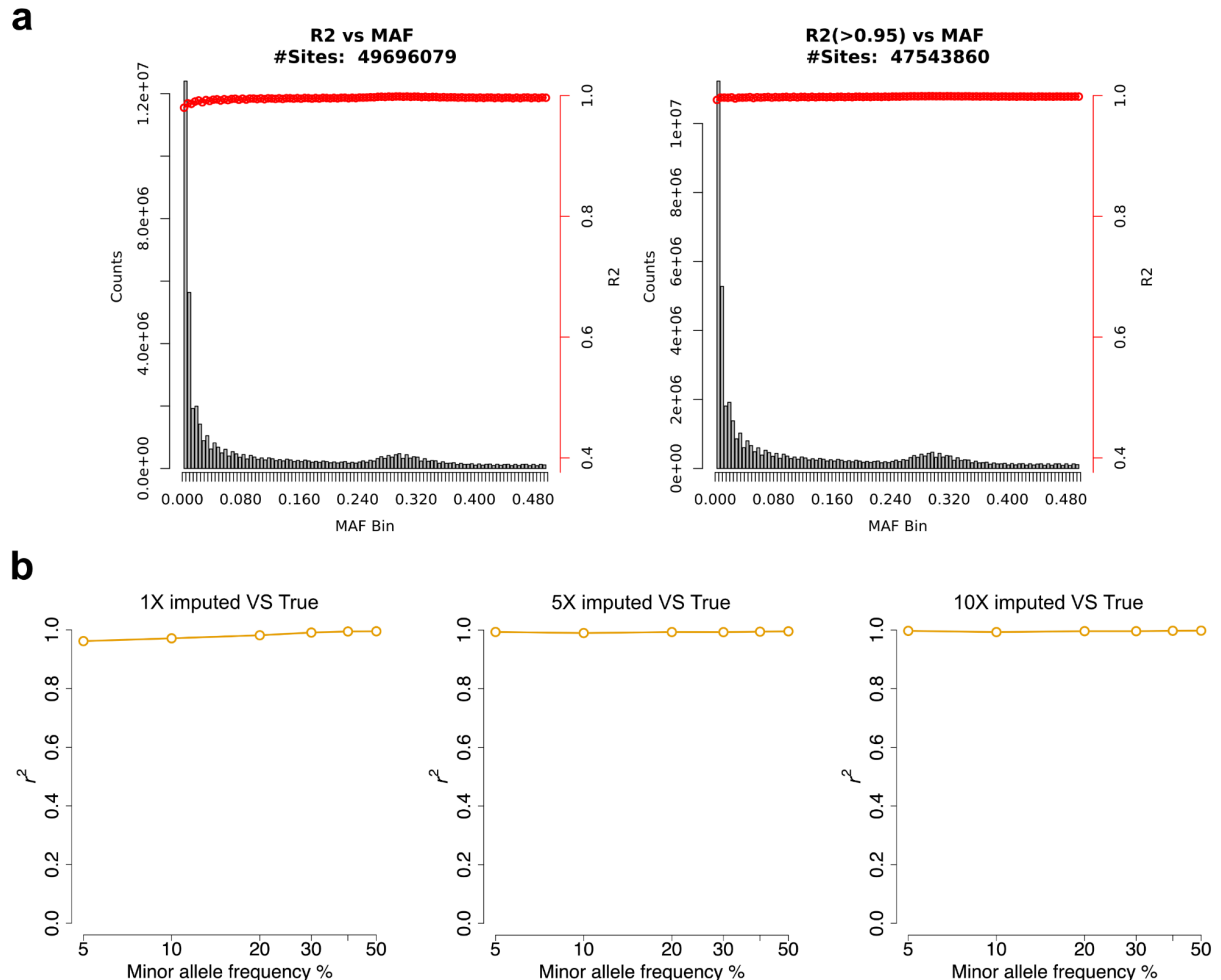 a
R2 vs MAF
#Sites: 49696079
Counts
0.0e+00 4.0e+06 8.0e+06 1.2e+07
R2
0.4 0.6 0.8 1.0
0.000 0.080 0.160 0.240 0.320 0.400 0.480
MAF Bin
R2(>0.95) vs MAF
#Sites: 47543860
Counts
0e+00 2e+06 4e+06 6e+06 8e+06 1e+07
R2
0.4 0.6 0.8 1.0
0.000 0.080 0.160 0.240 0.320 0.400 0.480
MAF Bin
b
1X imputed VS True
r²
0.0 0.2 0.4 0.6 0.8 1.0
5 10 20 30 50
Minor allele frequency %
5X imputed VS True
r²
0.0 0.2 0.4 0.6 0.8 1.0
5 10 20 30 50
Minor allele frequency %
10X imputed VS True
r²
0.0 0.2 0.4 0.6 0.8 1.0
5 10 20 30 50
Minor allele frequency %